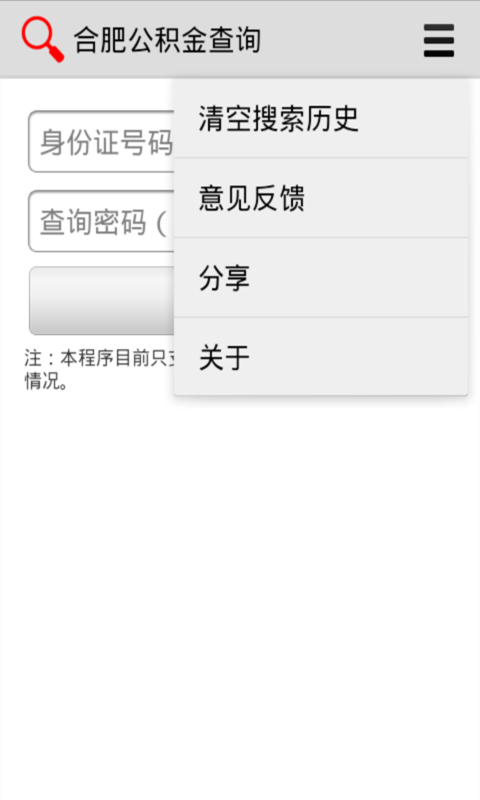 合肥公积金查询
清空搜索历史
意见反馈
分享
关于
身份证号码
查询密码（
注：本程序目前只
情况。